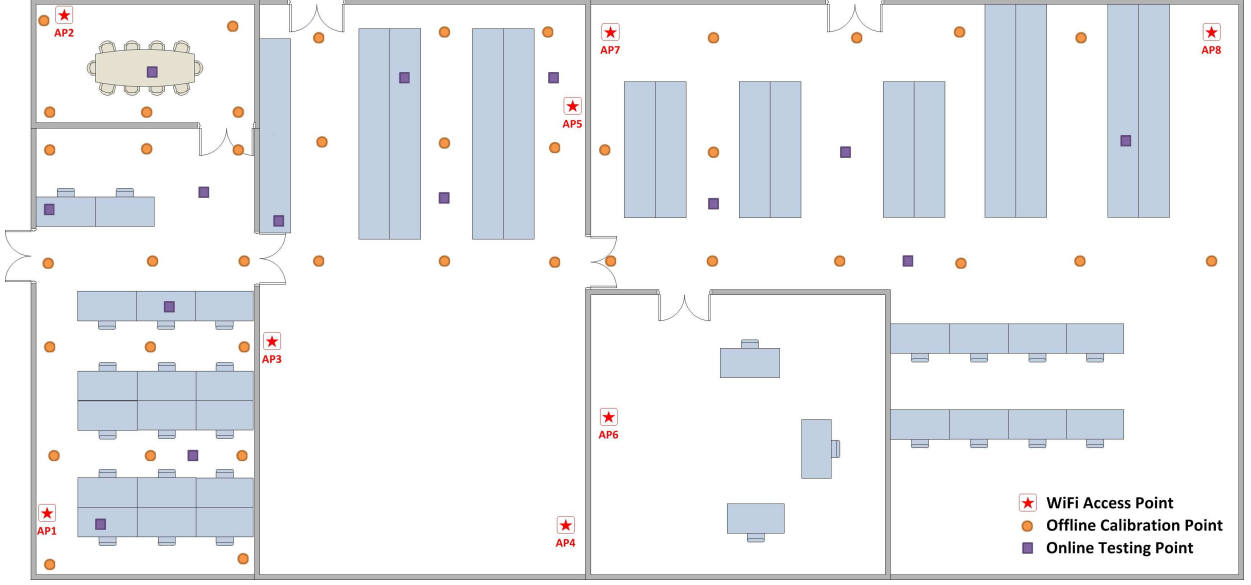 AP2
AP7
AP8
AP5
AP3
AP6
AP1
AP4
WiFi Access Point
Offline Calibration Point
Online Testing Point